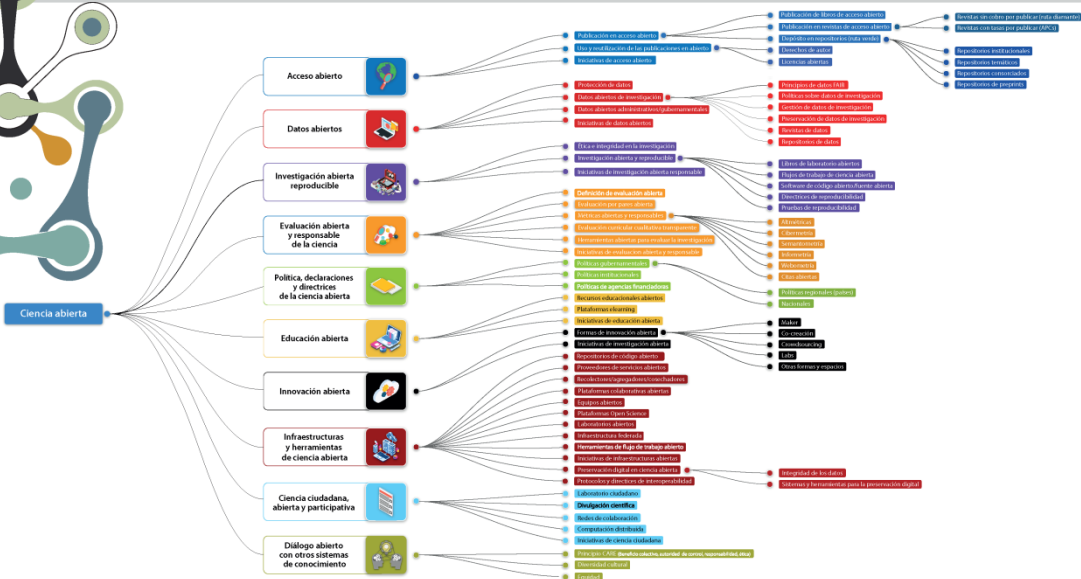 Ciencia abierta
Acceso abierto
Publicación en acceso abierto
Publicación de libros de acceso abierto
Publicación en revistas de acceso abierto
Revistas sin cobro por publicar (ruta diamante)
Revistas con tasas por publicar (APCs)
Depósito en repositorios (ruta verde)
Repositorios institucionales
Repositorios temáticos
Repositorios consorciados
Repositorios de preprints
Uso y reutilización de las publicaciones en abierto
Derechos de autor
Licencias abiertas
Iniciativas de acceso abierto
Datos abiertos
Protección de datos
Datos abiertos de investigación
Principios de datos FAIR
Políticas sobre datos de investigación
Gestión de datos de investigación
Preservación de datos de investigación
Revistas de datos
Repositorios de datos
Datos abiertos administrativos/gubernamentales
Iniciativas de datos abiertos
Investigación abierta
reproducible
Ética e integridad en la investigación
Investigación abierta y reproducible
Libros de laboratorio abiertos
Flujos de trabajo de ciencia abierta
Software de código abierto/fuente abierta
Directrices de reproducibilidad
Pruebas de reproducibilidad
Iniciativas de investigación abierta responsable
Evaluación abierta
y responsable
de la ciencia
Definición de evaluación abierta
Evaluación por pares abierta
Métricas abiertas y responsables
Altmétricas
Cibermetría
Semantometría
Infometría
Webometría
Citas abiertas
Evaluación curricular cualitativa transparente
Herramientas abiertas para evaluar la investigación
Iniciativas de evaluación abierta y responsable
Política, declaraciones
y directrices
de la ciencia abierta
Políticas gubernamentales
Políticas regionales (países)
Nacionales
Políticas Institucionales
Políticas de agencias financiadoras
Educación abierta
Recursos educacionales abiertos
Plataformas elearning
Iniciativas de educación abierta
Innovación abierta
Formas de innovación abierta
Maker
Co-creación
Crowdsourcing
Labs
Otras formas y espacios
Iniciativas de investigación abierta
Infraestructuras
y herramientas
de ciencia abierta
Repositorios de código abierto
Proveedores de servicios abiertos
Recolectores/agregadores/cosechadores
Plataformas colaborativas abiertas
Equipos abiertos
Plataformas Open Science
Laboratorios abiertos
Infraestructura federada
Herramientas de flujo de trabajo abierto
Iniciativas de infraestructuras abiertas
Preservación digital en ciencia abierta
Integridad de los datos
Sistemas y herramientas para la preservación digital
Protocolos y directices de interoperabilidad
Ciencia ciudadana,
abierta y participativa
Laboratorio ciudadano
Divulgación científica
Redes de colaboración
Computación distribuida
Iniciativas de ciencia ciudadana
Diálogo abierto
con otros sistemas
de conocimiento
Principio CARE (Beneficio colectivo, autoridad de control, responsabilidad, ética)
Diversidad cultural
Equidad